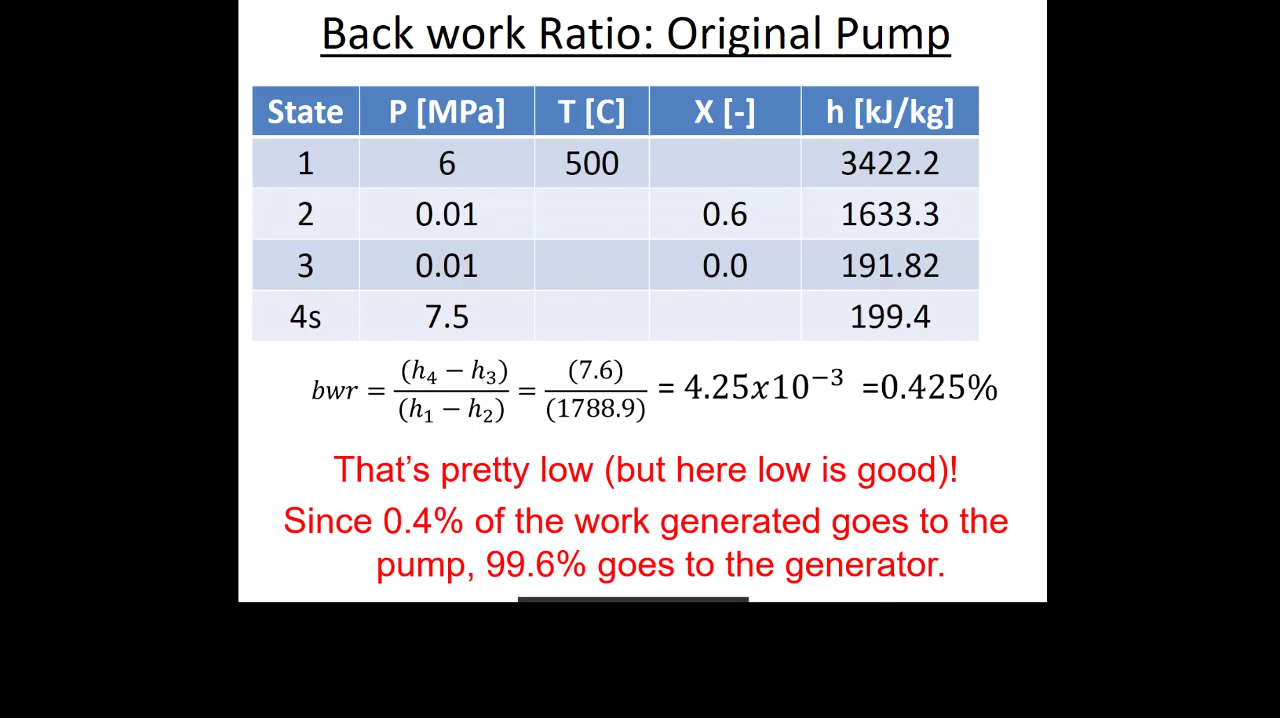 Back work Ratio: Original Pump
State P [MPa] T [C] X [-] h [kJ/kg]
1 6 500 3422.2
2 0.01 0.6 1633.3
3 0.01 0.0 191.82
4s 7.5 199.4
bwr = (h₄ − h₃)/(h₁ − h₂) = (7.6)/(1788.9) = 4.25x10⁻³ =0.425%
That's pretty low (but here low is good)!
Since 0.4% of the work generated goes to the
pump, 99.6% goes to the generator.